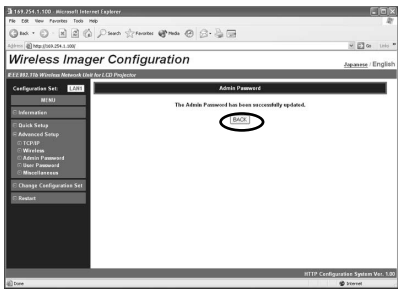 169.254.1.100 - Microsoft Internet Explorer
File Edit View Favorites Tools Help
Back Search Favorites Media
Address http://169.254.1.100/ Go Links
Wireless Imager Configuration
Japanese / English
IEEE802.11b Wireless Network Unit for LCD Projector
Configuration Set: LAN1
Admin Password
MENU
The Admin Password has been successfully updated.
Information
BACK
Quick Setup
Advanced Setup
TCP/IP
Wireless
Admin Password
User Password
Miscellaneous
Change Configuration Set
Restart
HTTP Configuration System Ver. 1.00
Done Internet